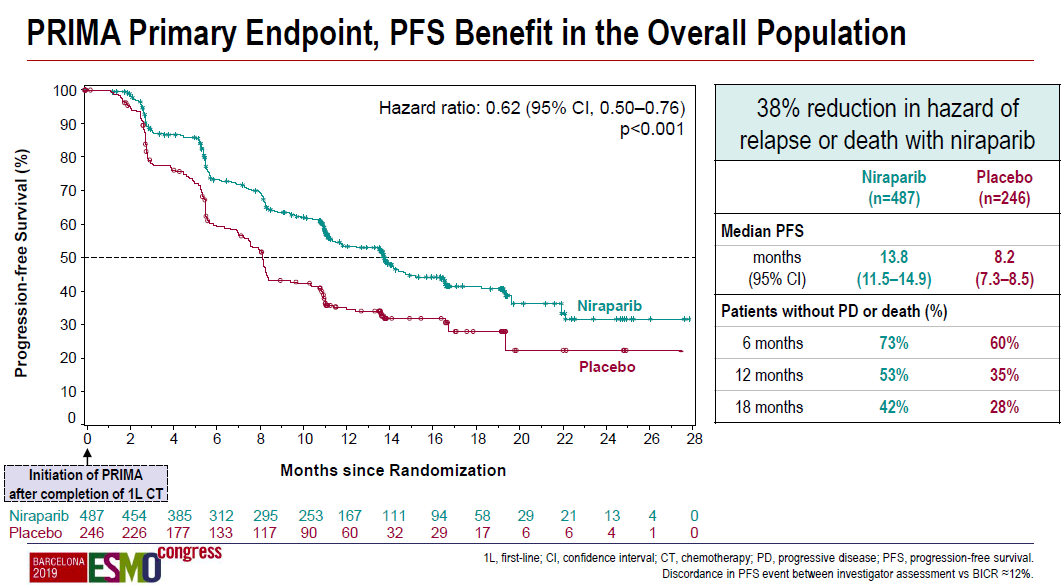 PRIMA Primary Endpoint, PFS Benefit in the Overall Population
Progression-free Survival (%)
100
90
80
70
60
50
40
30
20
10
0
Hazard ratio: 0.62 (95% CI, 0.50–0.76)
p<0.001
Niraparib
Placebo
0 2 4 6 8 10 12 14 16 18 20 22 24 26 28
Months since Randomization
Initiation of PRIMA
after completion of 1L CT
Niraparib 487 454 385 312 295 253 167 111 94 58 29 21 13 4 0
Placebo 246 226 177 133 117 90 60 32 29 17 6 6 4 1 0
38% reduction in hazard of
relapse or death with niraparib
Niraparib Placebo
(n=487) (n=246)
Median PFS
months 13.8 8.2
(95% CI) (11.5–14.9) (7.3–8.5)
Patients without PD or death (%)
6 months 73% 60%
12 months 53% 35%
18 months 42% 28%
BARCELONA
2019
ESMO
congress
1L, first-line; CI, confidence interval; CT, chemotherapy; PD, progressive disease; PFS, progression-free survival.
Discordance in PFS event between investigator assessment vs BICR ≈12%.